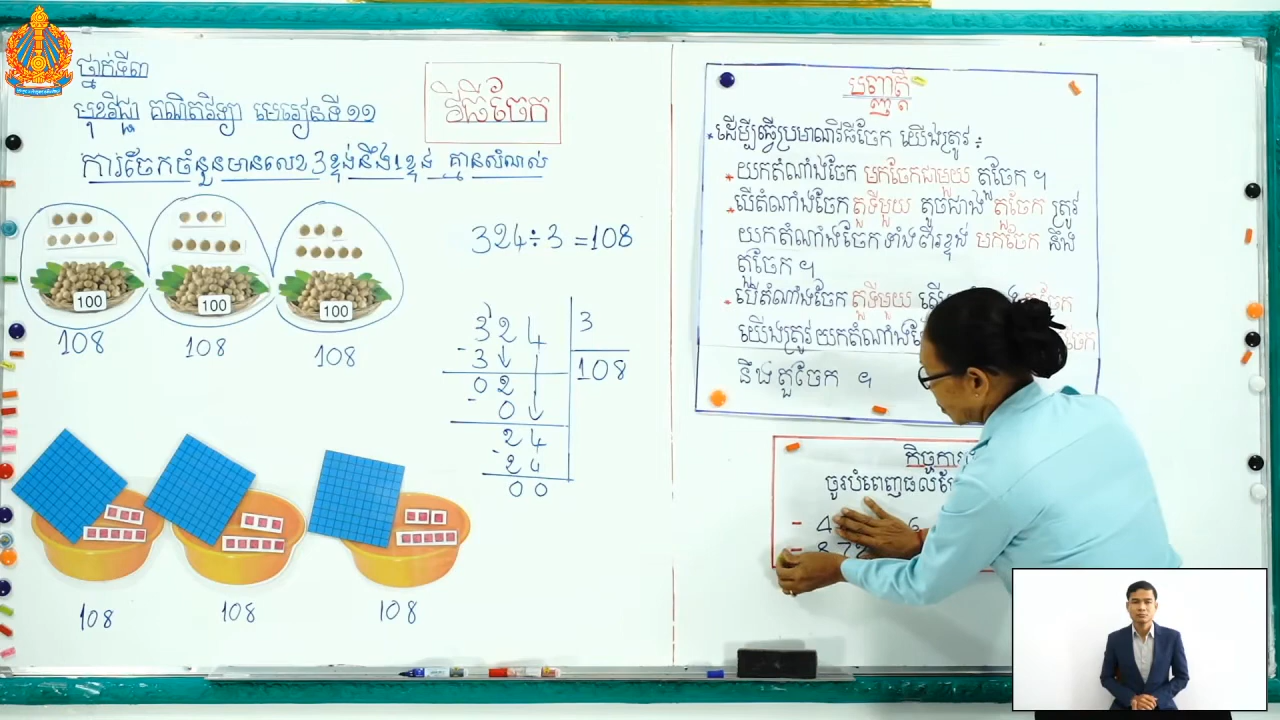 ថ្នាក់ទី៣
មុខវិជ្ជា គណិតវិទ្យា មេរៀនទី១១
វិធីចែក
ការចែកចំនួនមានលេខ 3ខ្ទង់នឹង1ខ្ទង់ គ្មានសំណល់
100
100
100
108
108
108
324÷3 =108
324
3
- 3
108
02
- 0
24
- 24
00
108
108
108
បញ្ញត្តិ
ដើម្បីធ្វើប្រមាណវិធីចែក យើងត្រូវ ៖
យកតំណាំងចែក មកចែកជាមួយ តួចែក ។
បើតំណាំងចែក តួទីមួយ តូចជាង តួចែក ត្រូវ
យកតំណាំងចែកទាំងពីរខ្ទង់ មកចែក នឹង
តួចែក ។
បើតំណាំងចែក តួទីមួយ
យើងត្រូវយកតំណាំង
នឹងតួចែក ។
ចូរបំពេញផល
- 4